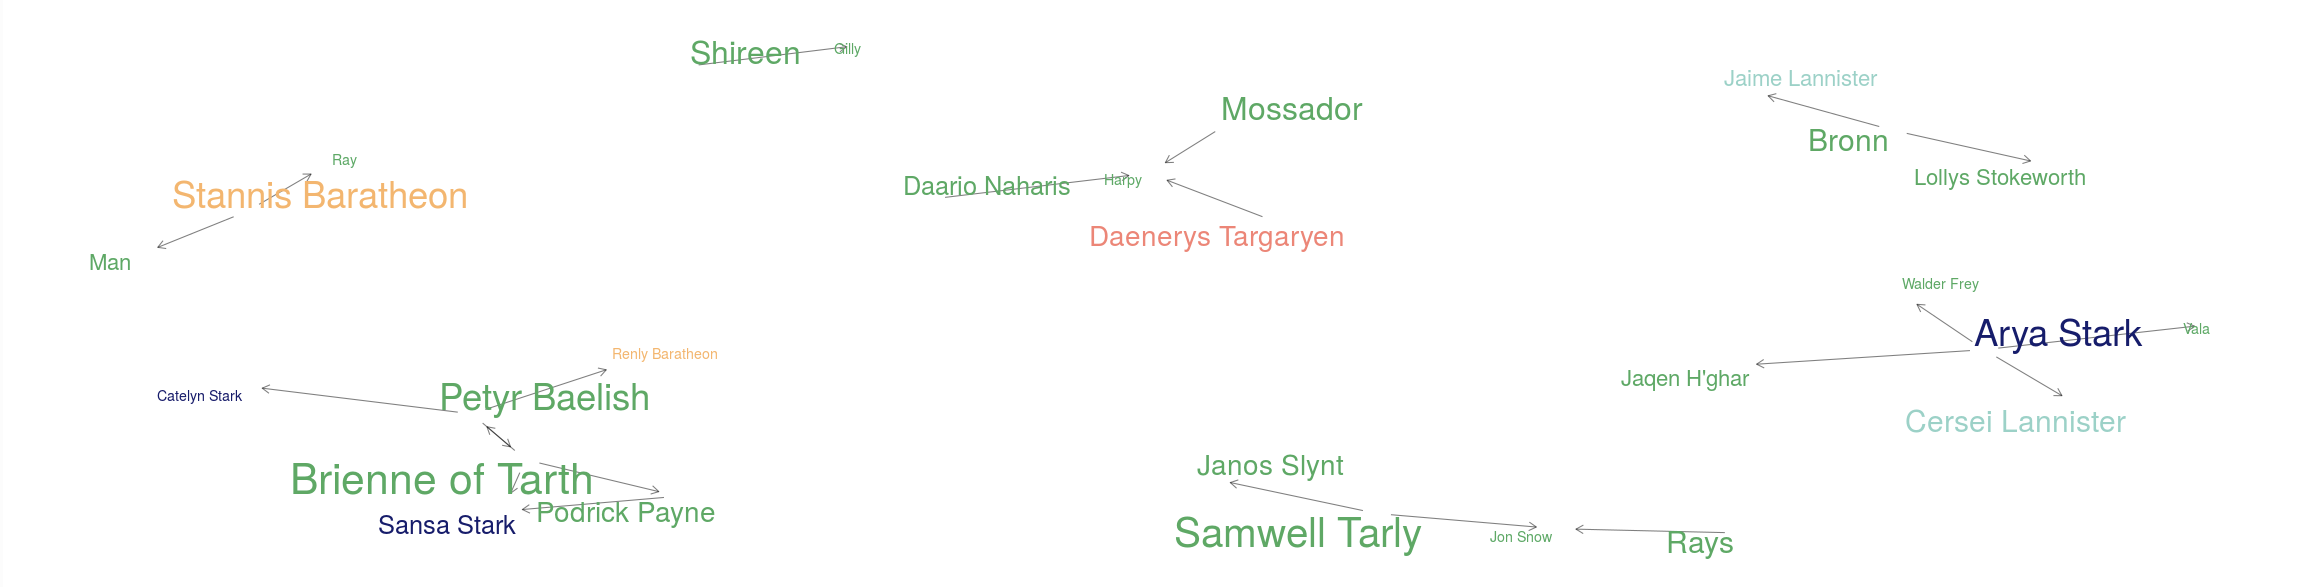 Shireen
Gilly
Jaime Lannister
Mossador
Bronn
Ray
Stannis Baratheon
Daario Naharis
Harpy
Lollys Stokeworth
Daenerys Targaryen
Man
Walder Frey
Arya Stark
Vala
Renly Baratheon
Jaqen H'ghar
Catelyn Stark
Petyr Baelish
Cersei Lannister
Janos Slynt
Brienne of Tarth
Podrick Payne
Sansa Stark
Samwell Tarly
Jon Snow
Rays